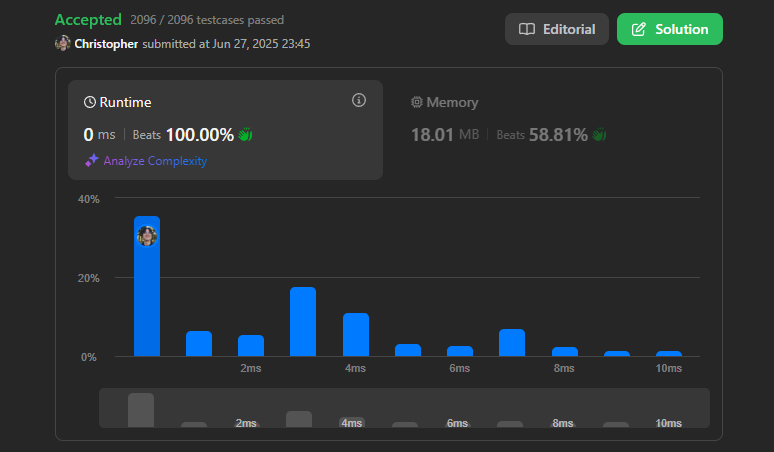 Accepted 2096 / 2096 testcases passed
Editorial
Solution
Christopher submitted at Jun 27, 2025 23:45
Runtime
Memory
0 ms | Beats 100.00%
18.01 MB | Beats 58.81%
Analyze Complexity
40%
20%
0%
2ms 4ms 6ms 8ms 10ms
2ms 4ms 6ms 8ms 10ms